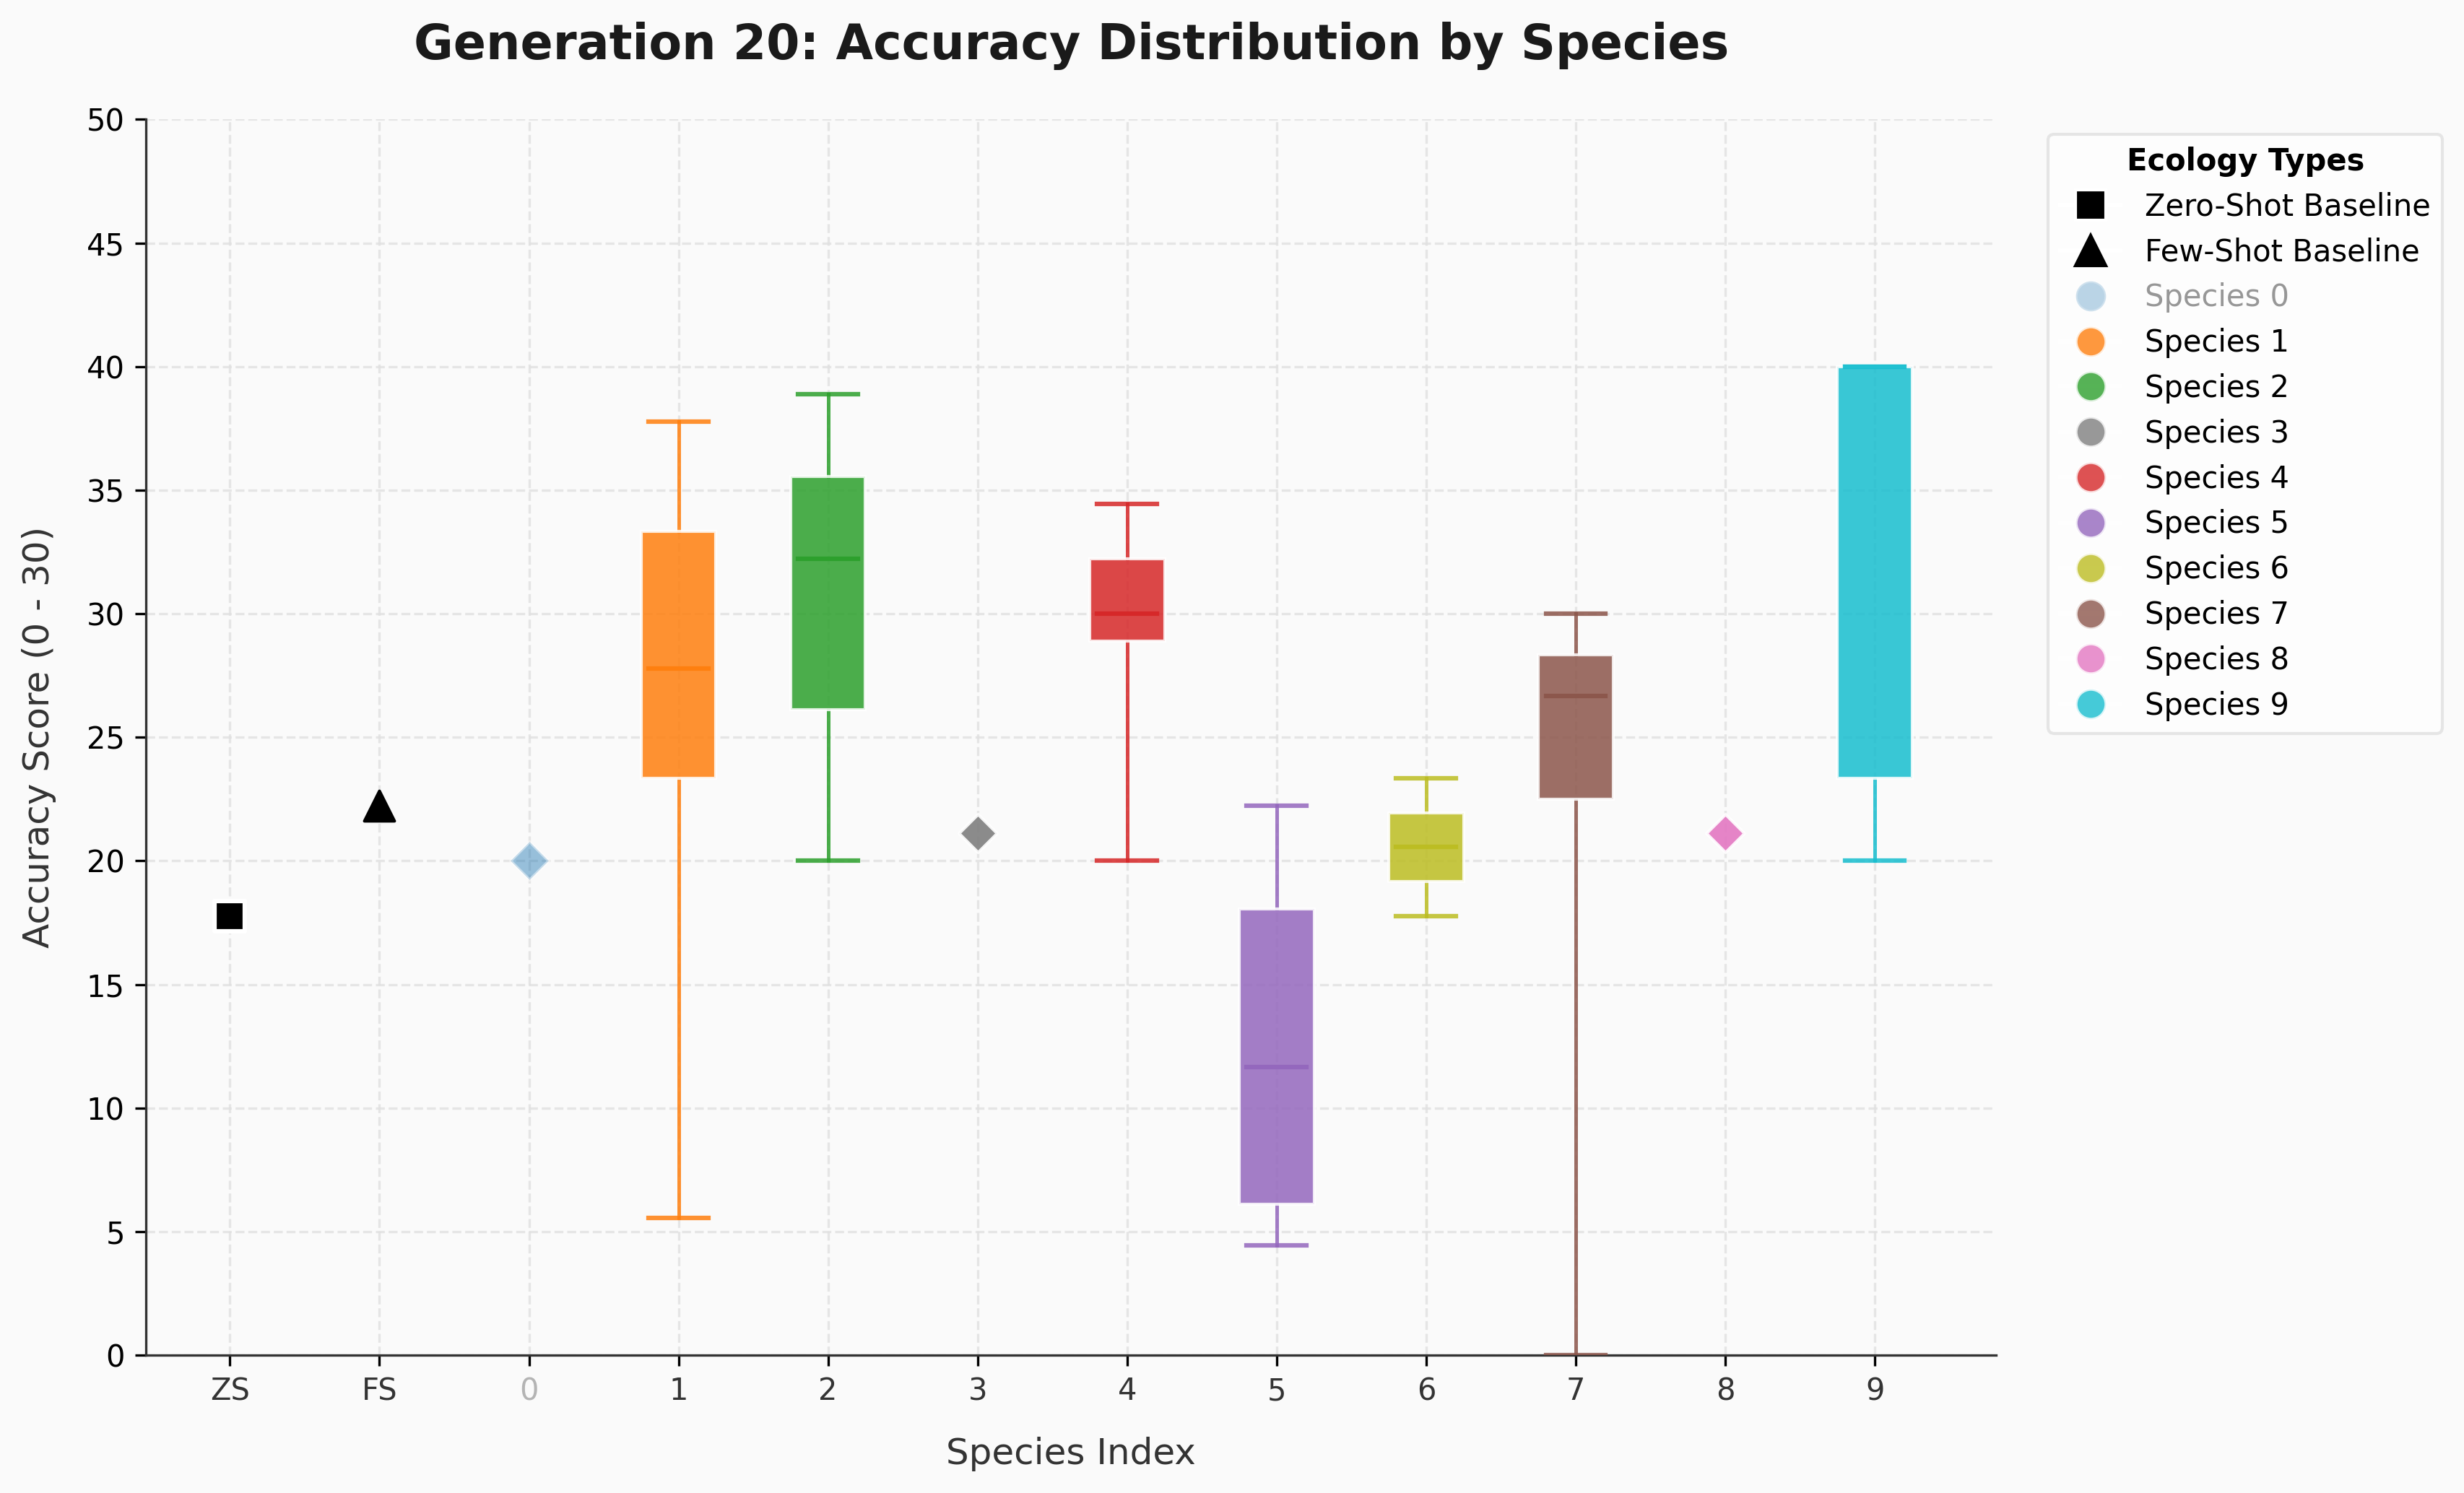 Generation 20: Accuracy Distribution by Species
50
45
40
35
30
25
20
15
10
5
0
Accuracy Score (0 - 30)
ZS FS 0 1 2 3 4 5 6 7 8 9
Species Index
Ecology Types
Zero-Shot Baseline
Few-Shot Baseline
Species 0
Species 1
Species 2
Species 3
Species 4
Species 5
Species 6
Species 7
Species 8
Species 9